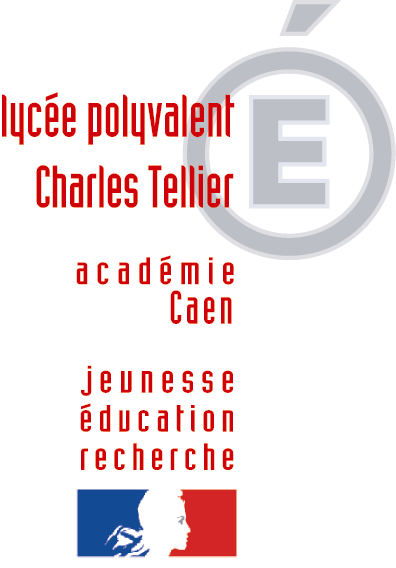 É
lycée polyvalent
Charles Tellier
académie
Caen
jeunesse
éducation
recherche